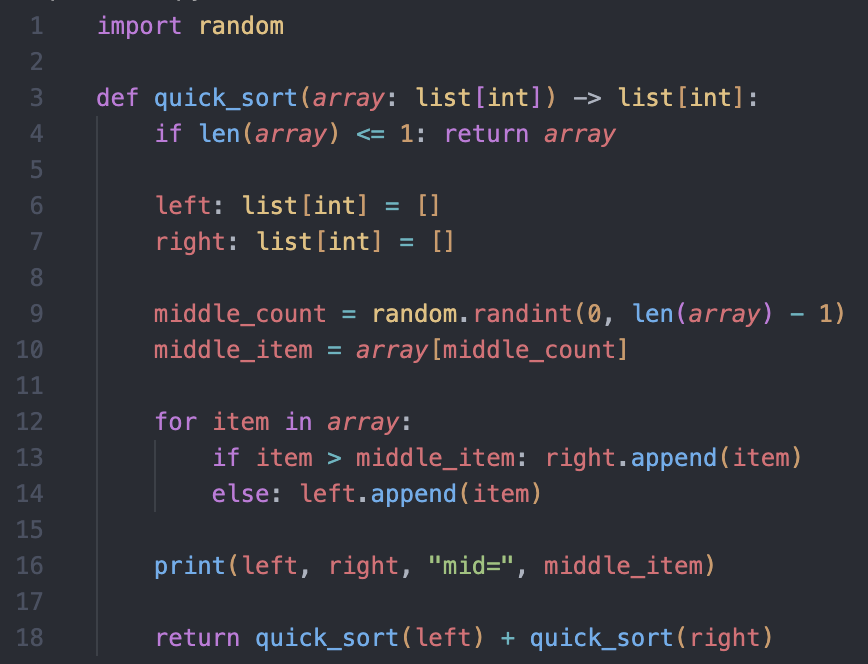 1 import random
2
3 def quick_sort(array: list[int]) -> list[int]:
4 if len(array) <= 1: return array
5
6 left: list[int] = []
7 right: list[int] = []
8
9 middle_count = random.randint(0, len(array) - 1)
10 middle_item = array[middle_count]
11
12 for item in array:
13 if item > middle_item: right.append(item)
14 else: left.append(item)
15
16 print(left, right, "mid=", middle_item)
17
18 return quick_sort(left) + quick_sort(right)